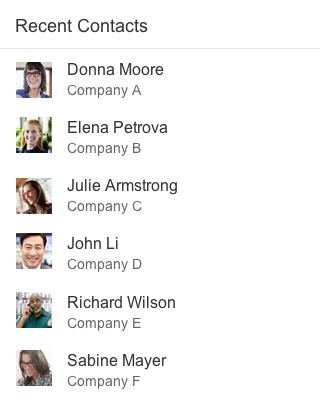 Recent Contacts
Donna Moore
Company A
Elena Petrova
Company B
Julie Armstrong
Company C
John Li
Company D
Richard Wilson
Company E
Sabine Mayer
Company F